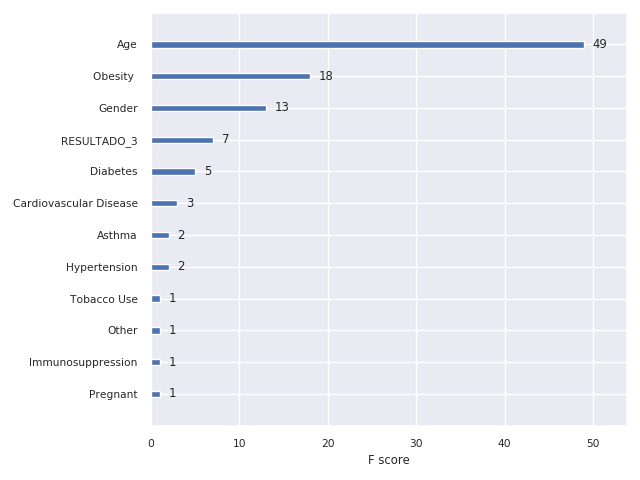 Age 49
Obesity 18
Gender 13
RESULTADO_3 7
Diabetes 5
Cardiovascular Disease 3
Asthma 2
Hypertension 2
Tobacco Use 1
Other 1
Immunosuppression 1
Pregnant 1
0 10 20 30 40 50
F score